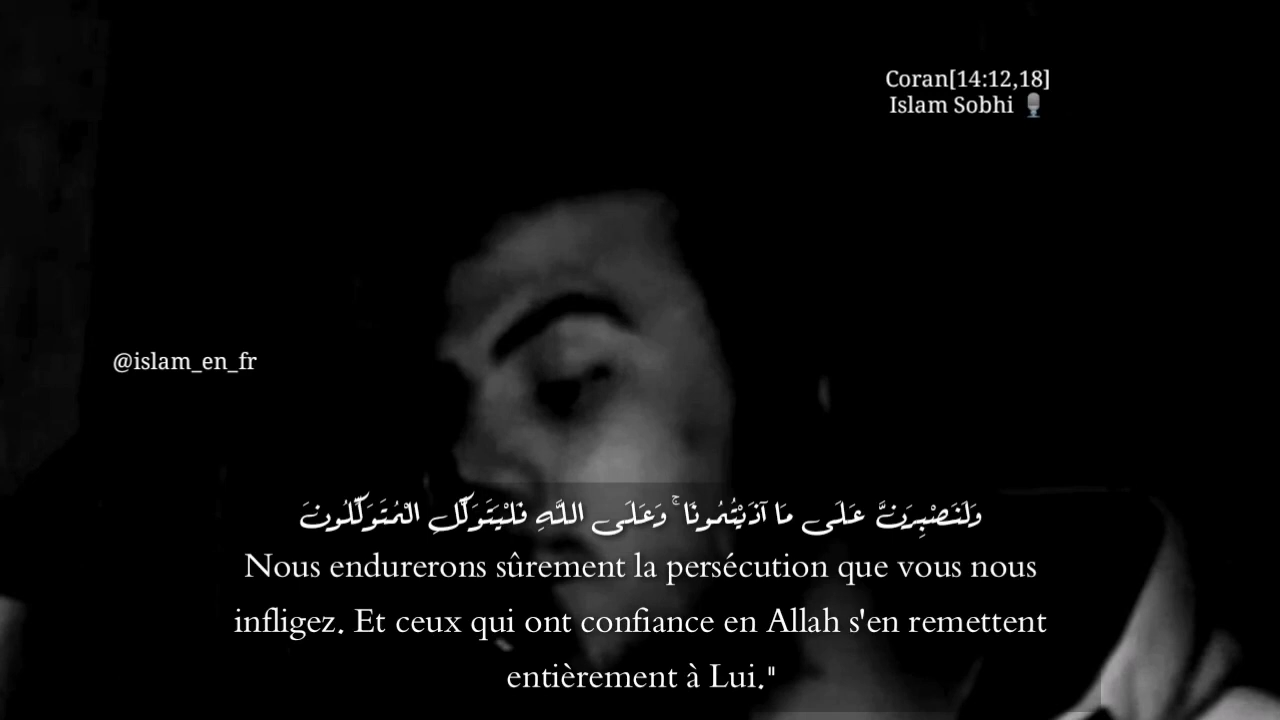 Coran[14:12,18]
Islam Sobhi 🎙
@islam_en_fr
وَلَنَصْبِرَنَّ عَلَى مَا آذَيْتُمُونَا ۚ وَعَلَى اللَّهِ فَلْيَتَوَكَّلِ الْمُتَوَكِّلُونَ
Nous endurerons sûrement la persécution que vous nous
infligez. Et ceux qui ont confiance en Allah s'en remettent
entièrement à Lui."